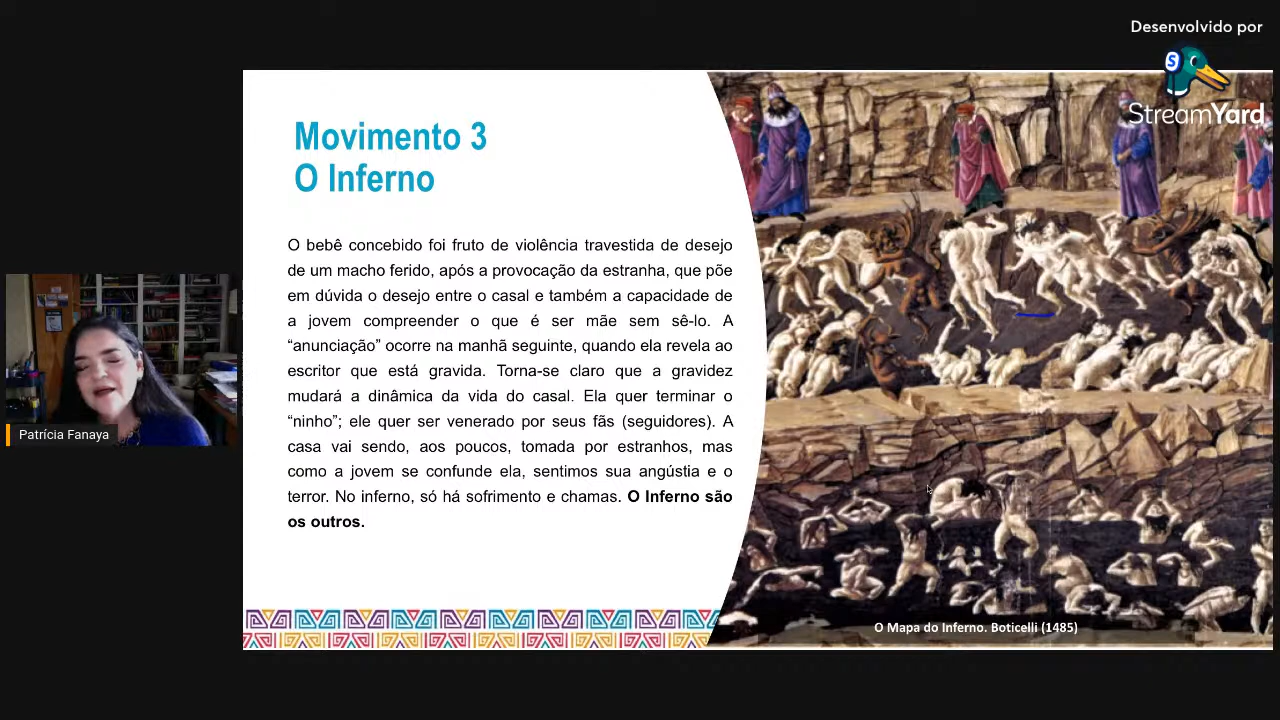 Desenvolvido por
StreamYard
Movimento 3
O Inferno
O bebê concebido foi fruto de violência travestida de desejo
de um macho ferido, após a provocação da estranha, que põe
em dúvida o desejo entre o casal e também a capacidade de
a jovem compreender o que é ser mãe sem sê-lo. A
“anunciação” ocorre na manhã seguinte, quando ela revela ao
escritor que está gravida. Torna-se claro que a gravidez
mudará a dinâmica da vida do casal. Ela quer terminar o
“ninho”; ele quer ser venerado por seus fãs (seguidores). A
casa vai sendo, aos poucos, tomada por estranhos, mas
como a jovem se confunde ela, sentimos sua angústia e o
terror. No inferno, só há sofrimento e chamas. O Inferno são
os outros.
Patrícia Fanaya
O Mapa do Inferno. Boticelli (1485)